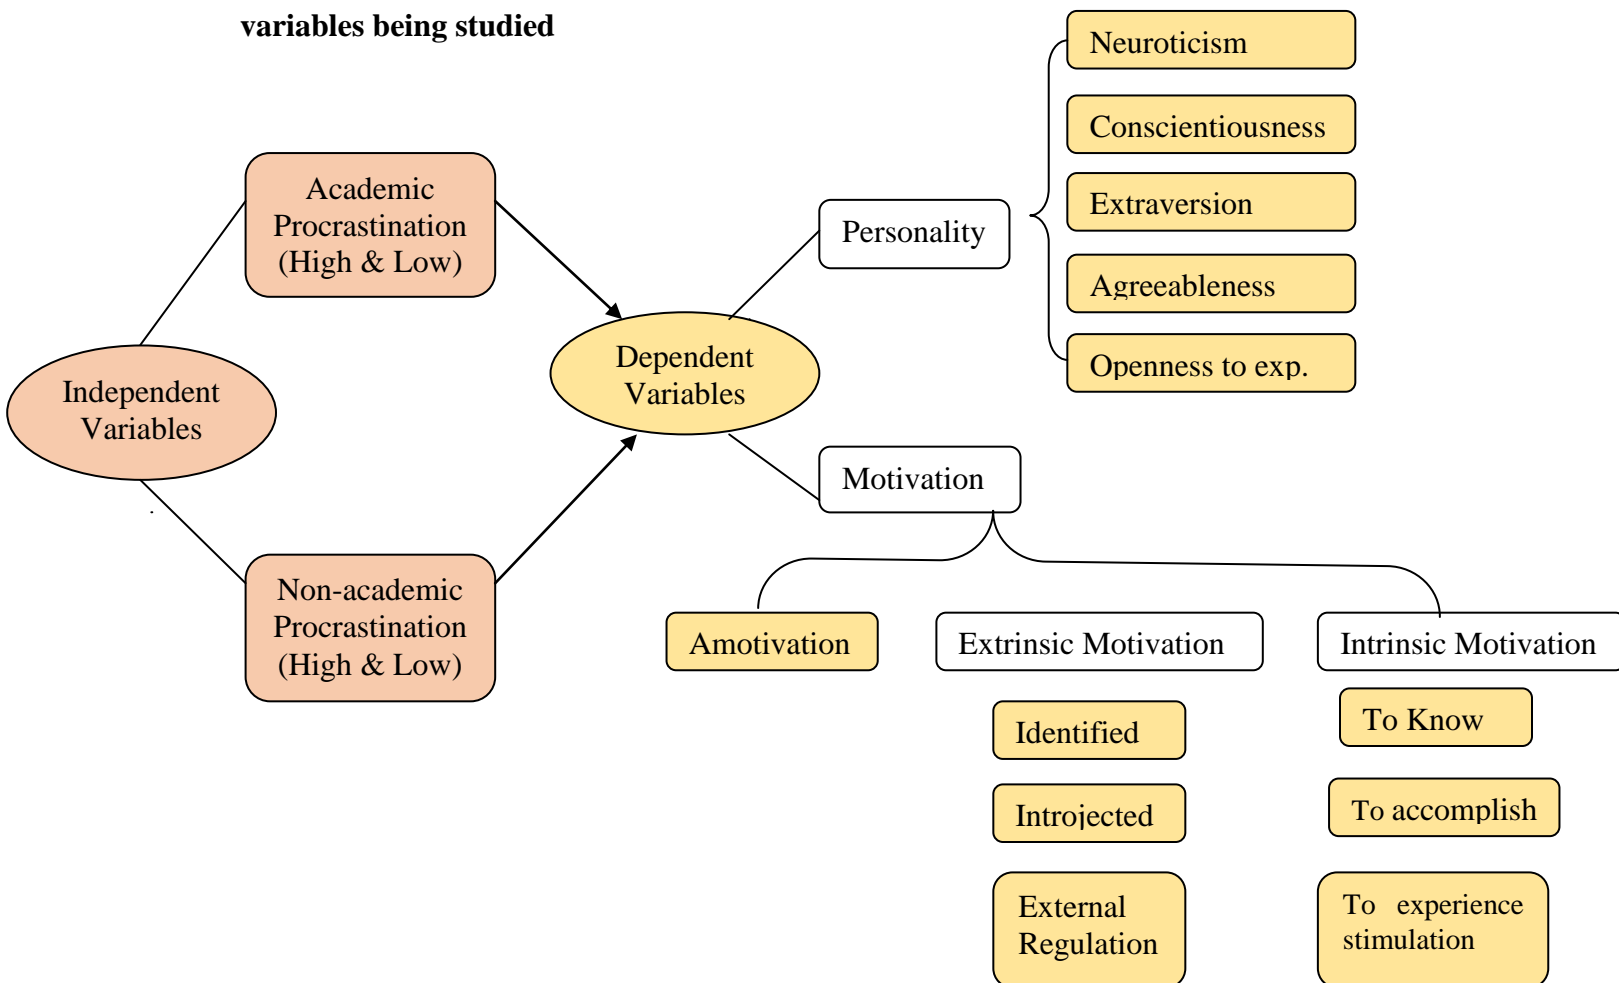 variables being studied
Neuroticism
Conscientiousness
Academic
Procrastination
(High & Low)
Extraversion
Personality
Agreeableness
Dependent
Variables
Openness to exp.
Independent
Variables
Motivation
Non-academic
Procrastination
(High & Low)
Amotivation
Extrinsic Motivation
Intrinsic Motivation
Identified
To Know
Introjected
To accomplish
External
Regulation
To experience
stimulation